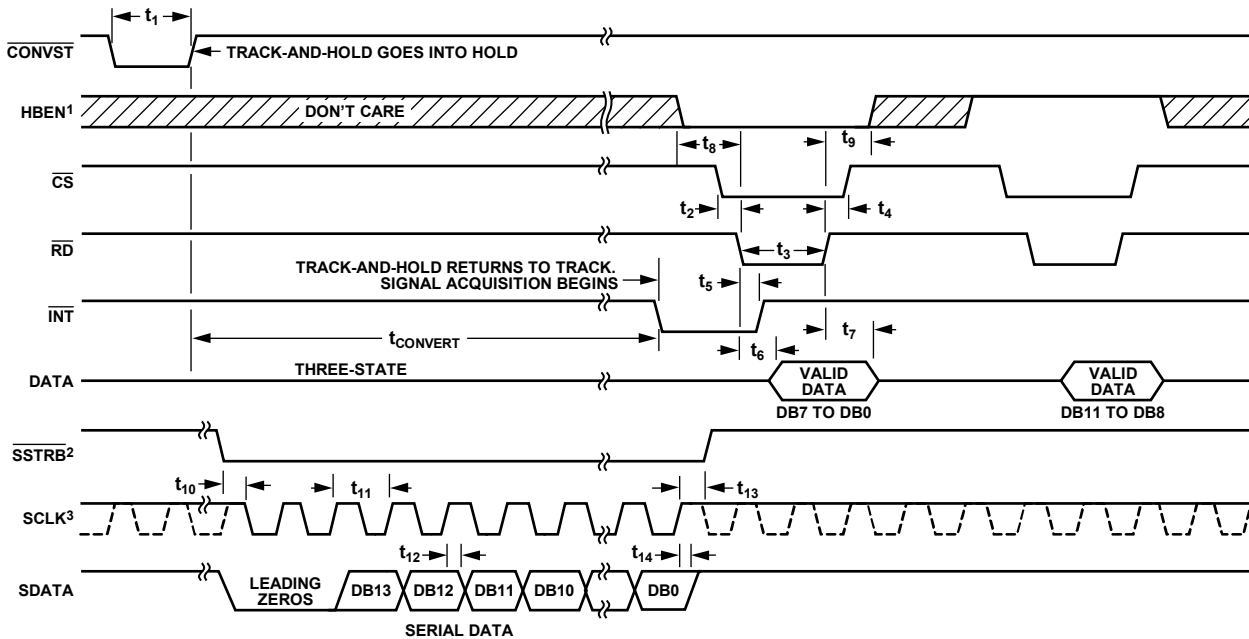 t1
CONVST
TRACK-AND-HOLD GOES INTO HOLD
HBEN1
DON'T CARE
t8
t9
CS
t2
t4
RD
t3
TRACK-AND-HOLD RETURNS TO TRACK.
SIGNAL ACQUISITION BEGINS
t5
INT
tCONVERT
t7
t6
DATA
THREE-STATE
VALID
DATA
DB7 TO DB0
VALID
DATA
DB11 TO DB8
SSTRB2
t10
t11
t13
SCLK3
t12
t14
SDATA
LEADING
ZEROS
DB13
DB12
DB11
DB10
DB0
SERIAL DATA